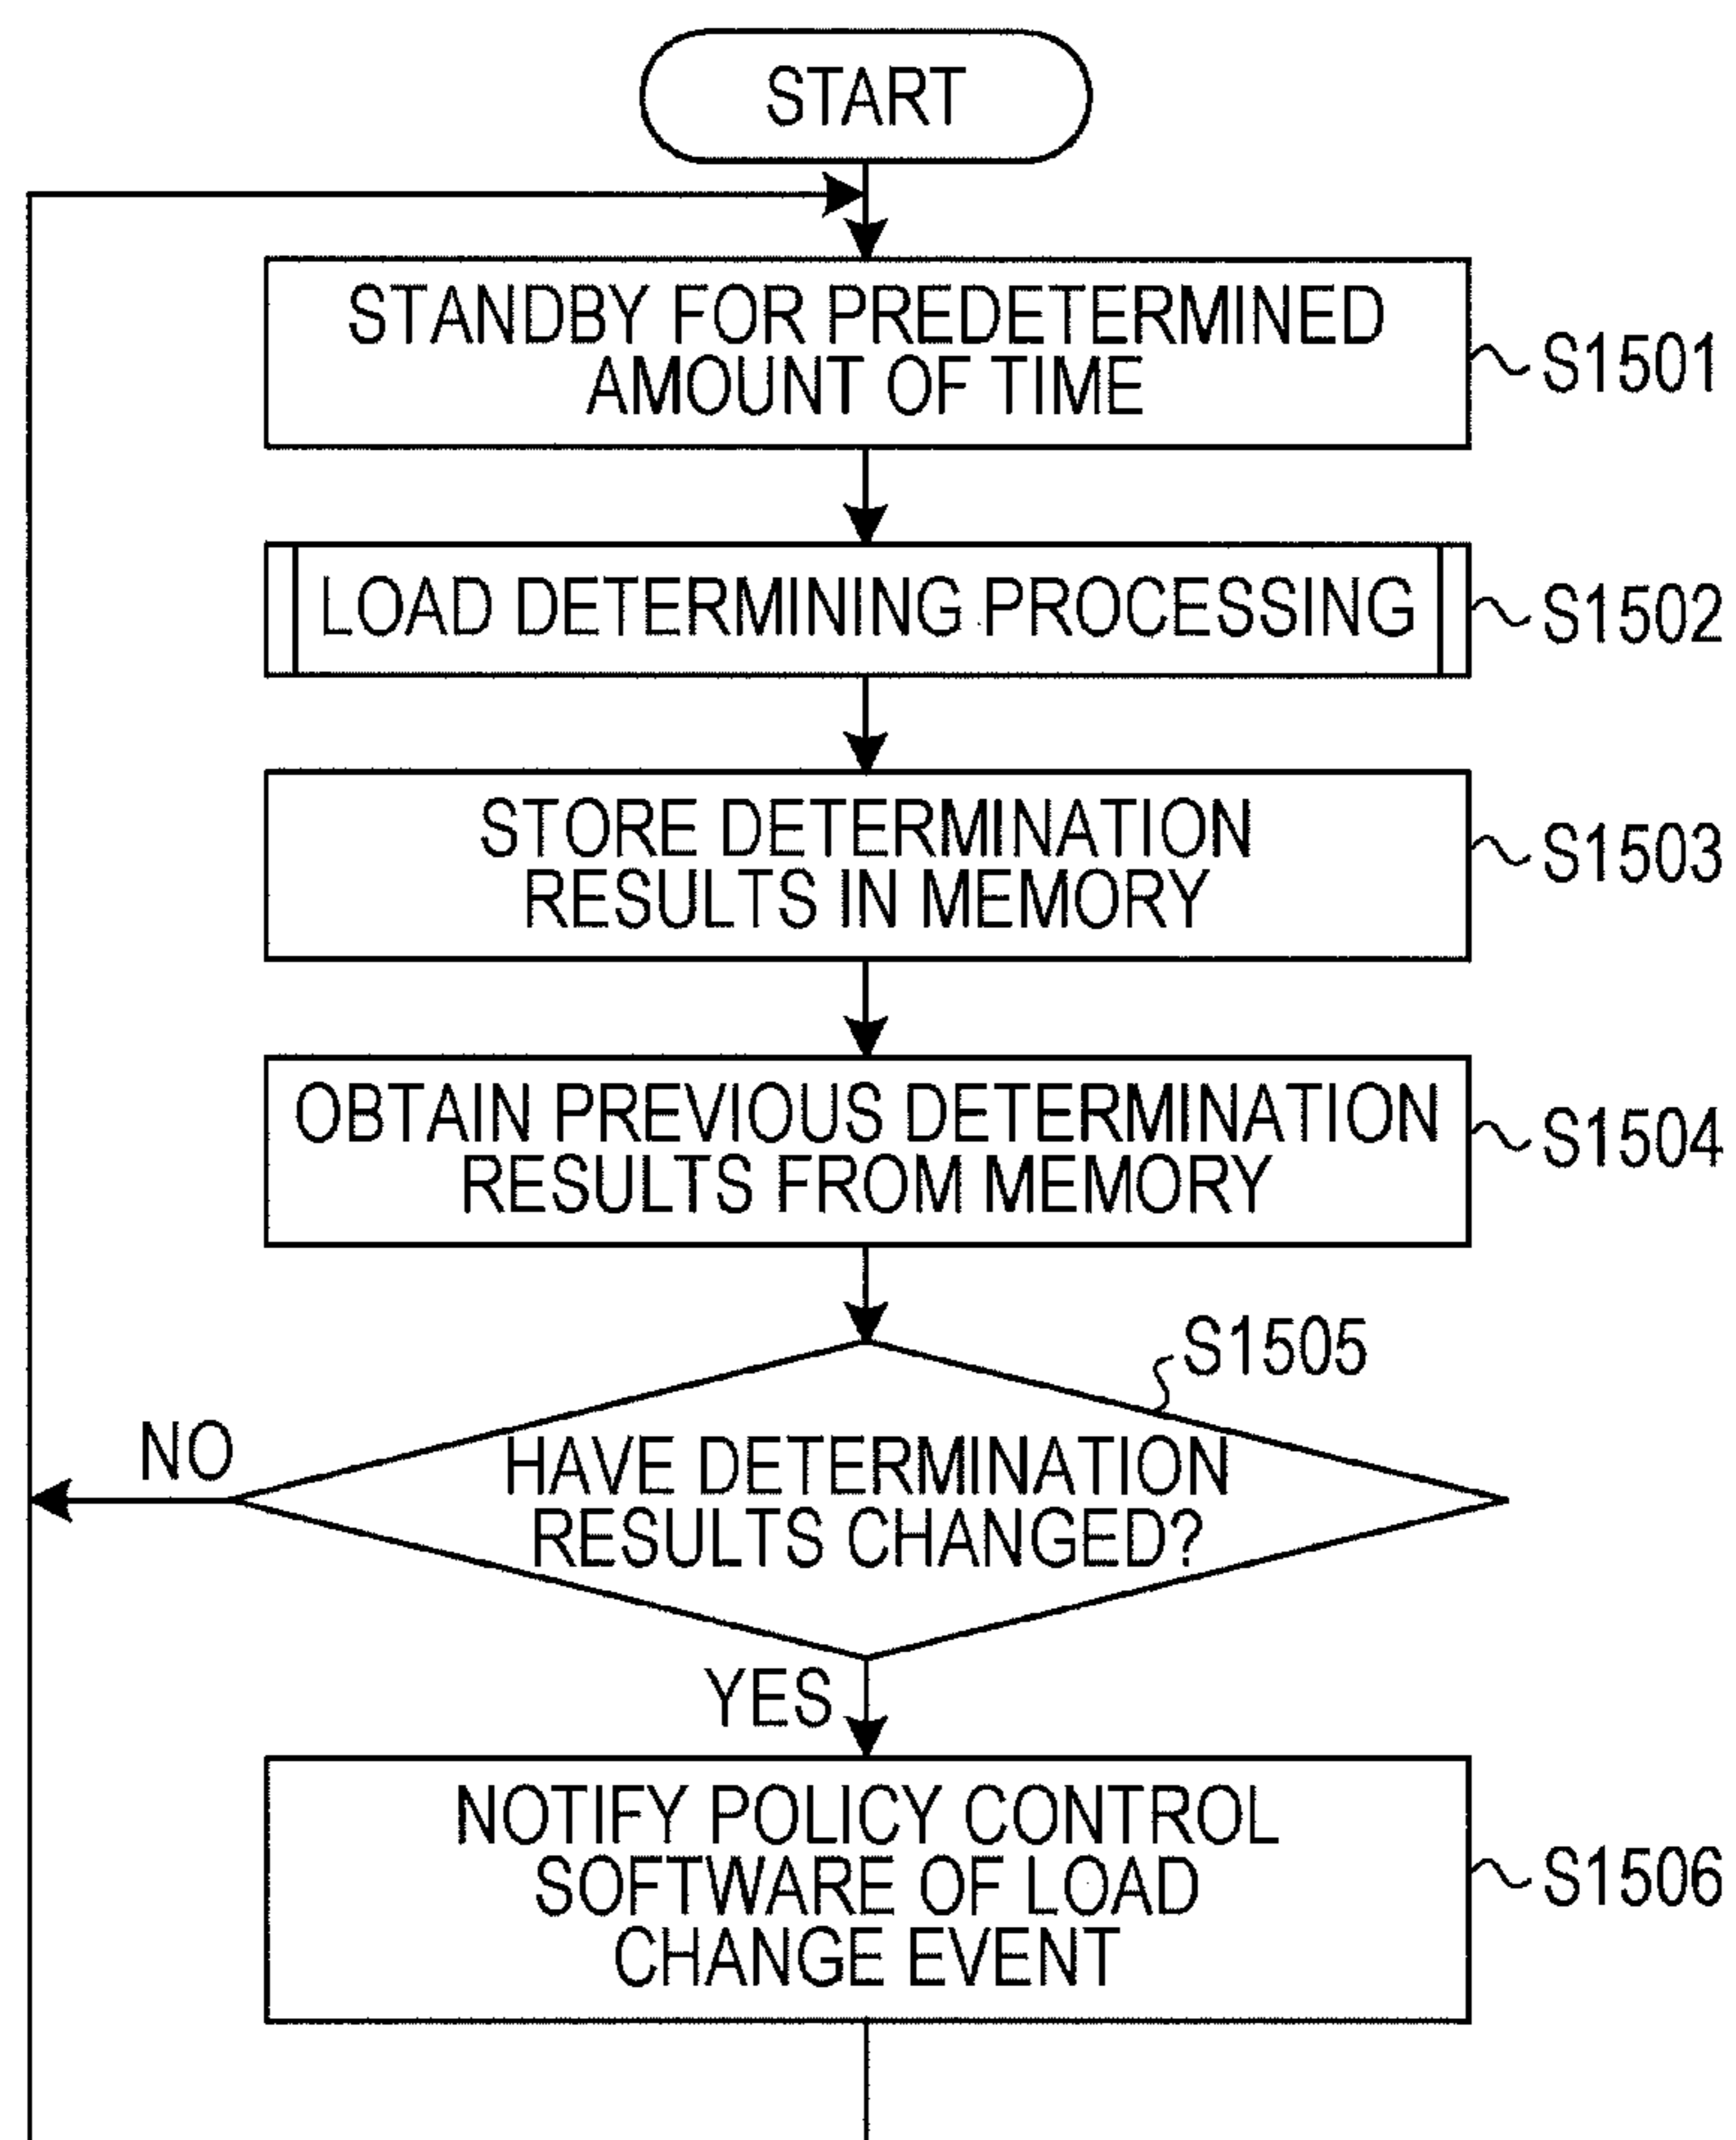 START
STANDBY FOR PREDETERMINED
AMOUNT OF TIME
S1501
LOAD DETERMINING PROCESSING
S1502
STORE DETERMINATION
RESULTS IN MEMORY
S1503
OBTAIN PREVIOUS DETERMINATION
RESULTS FROM MEMORY
S1504
S1505
NO
HAVE DETERMINATION
RESULTS CHANGED?
YES
NOTIFY POLICY CONTROL
SOFTWARE OF LOAD
CHANGE EVENT
S1506